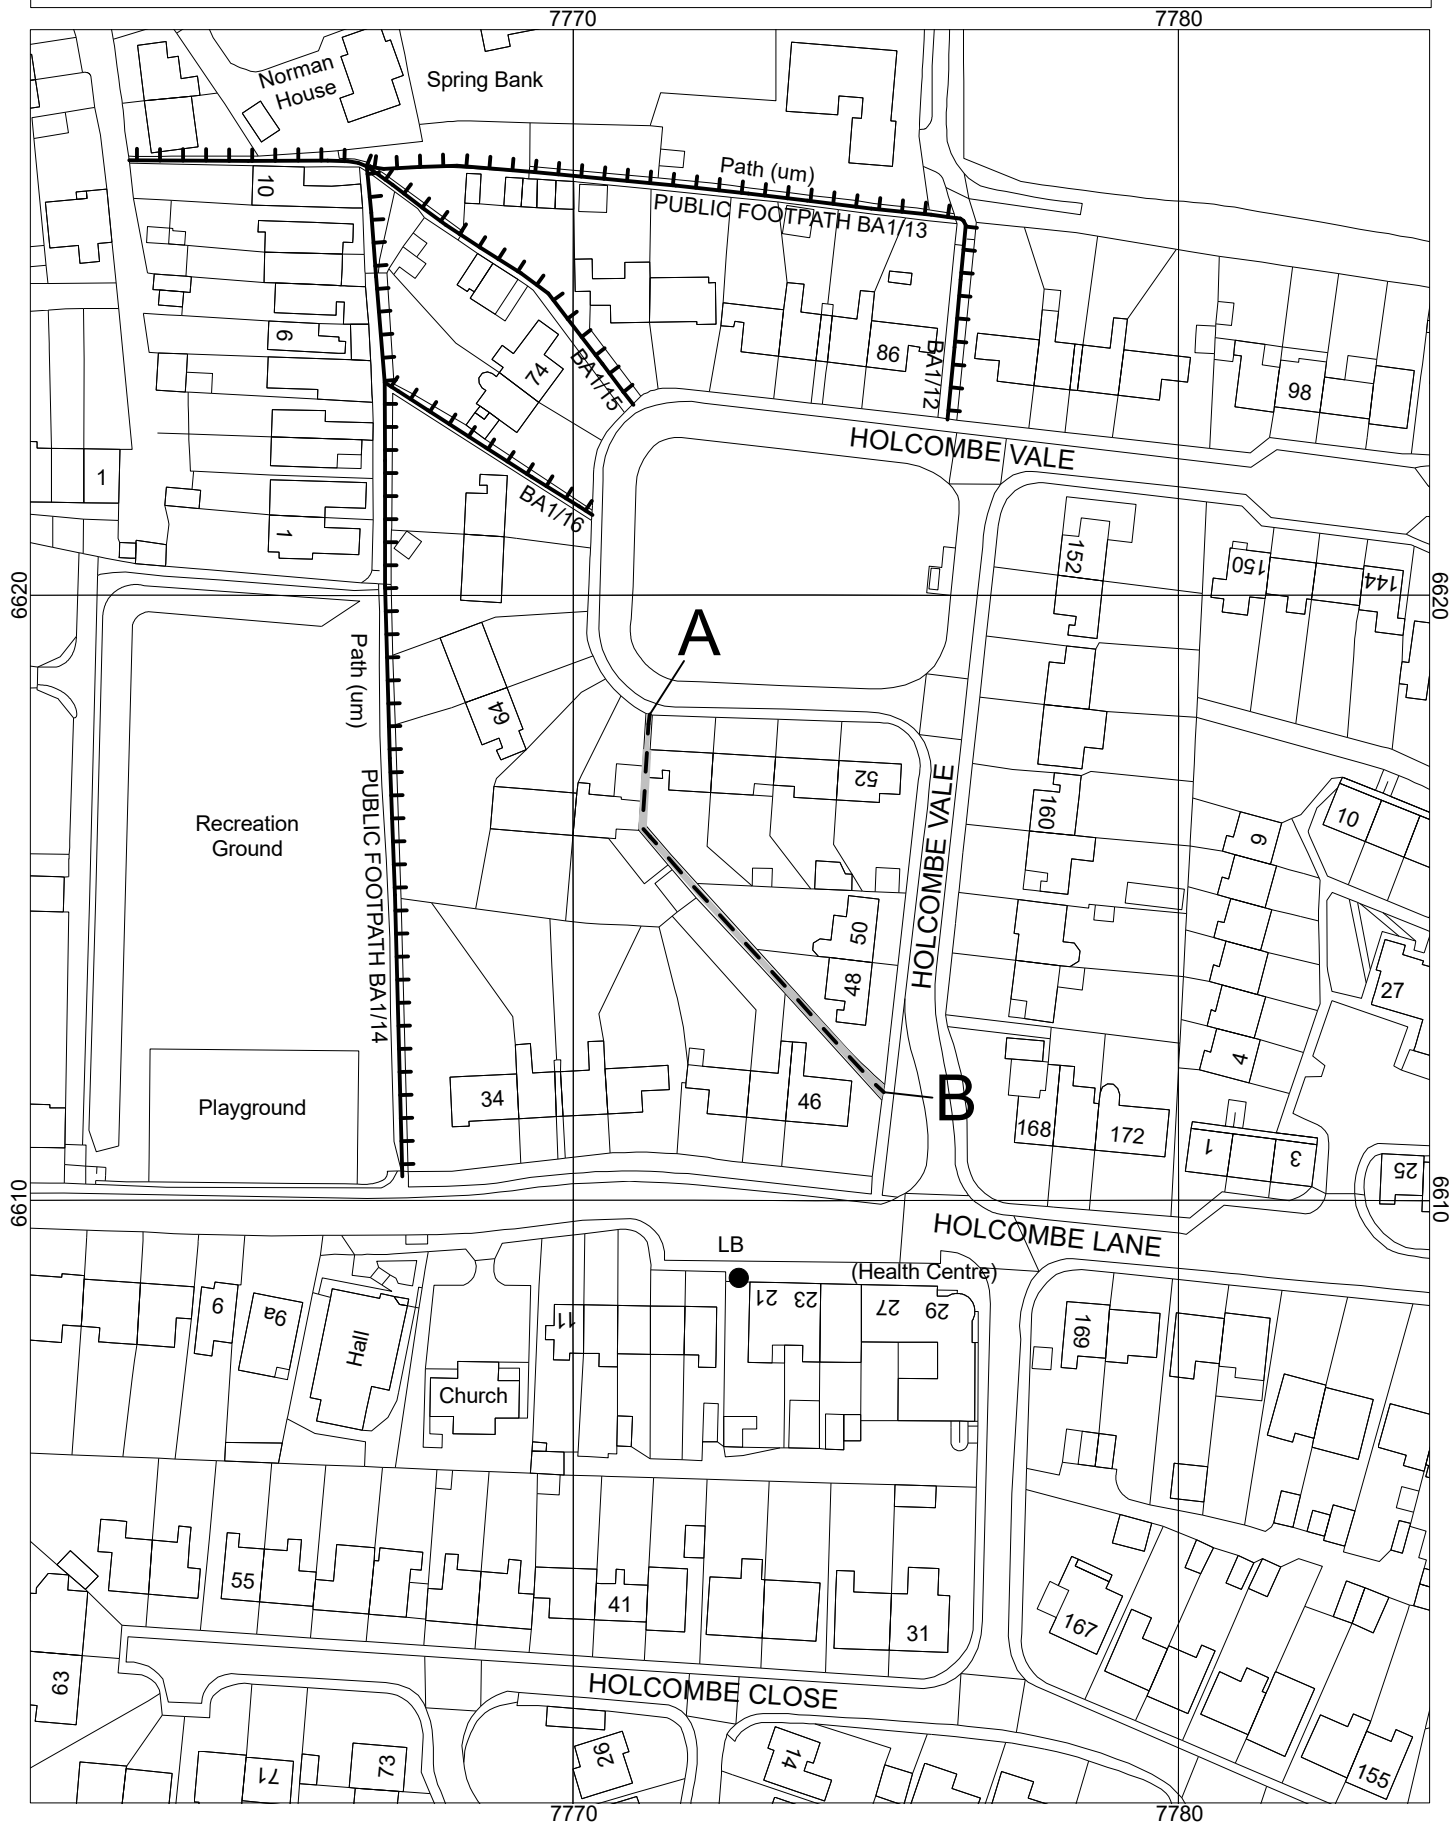 7770
7780
Norman
House
Spring Bank
Path (um)
PUBLIC FOOTPATH BA1/13
10
6
74
BA1/15
86
BA1/12
98
HOLCOMBE VALE
1
1
BA1/16
152
150
144
6620
6620
A
Path (um)
64
52
HOLCOMBE VALE
160
10
9
Recreation
Ground
PUBLIC FOOTPATH BA1/14
50
48
27
4
Playground
34
46
B
168
172
1
3
25
6610
6610
HOLCOMBE LANE
LB
(Health Centre)
21
23
27
29
9
9a
Hall
11
169
Church
55
41
31
167
63
HOLCOMBE CLOSE
71
73
26
14
155
7770
7780